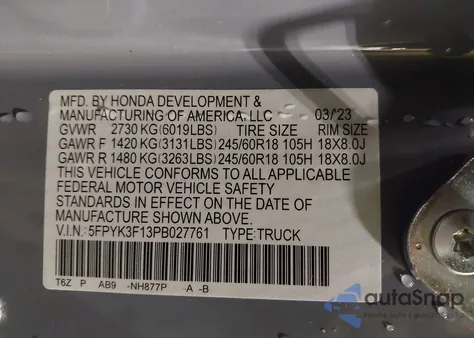 MFD. BY HONDA DEVELOPMENT &
MANUFACTURING OF AMERICA, LLC 03/'23
GVWR 2730 KG(6019LBS) TIRE SIZE RIM SIZE
GAWR F 1420 KG(3131LBS) 245/60R18 105H 18X8.0J
GAWR R 1480 KG(3263LBS) 245/60R18 105H 18X8.0J
THIS VEHICLE CONFORMS TO ALL APPLICABLE
FEDERAL MOTOR VEHICLE SAFETY
STANDARDS IN EFFECT ON THE DATE OF
MANUFACTURE SHOWN ABOVE.
V.I.N.: 5FPYK3F13PB027761 TYPE:TRUCK
T6Z P AB9 -NH877P -A -B
autoSnap